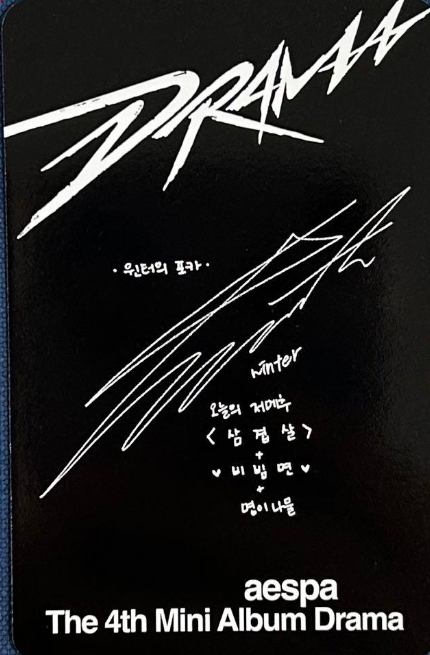 DRAMA
· 윈터의 포카 ·
winter
오늘의 저메추
< 삼 겹 살 >
+
♥ 비 빔 면 ♥
+
명이나물
aespa
The 4th Mini Album Drama